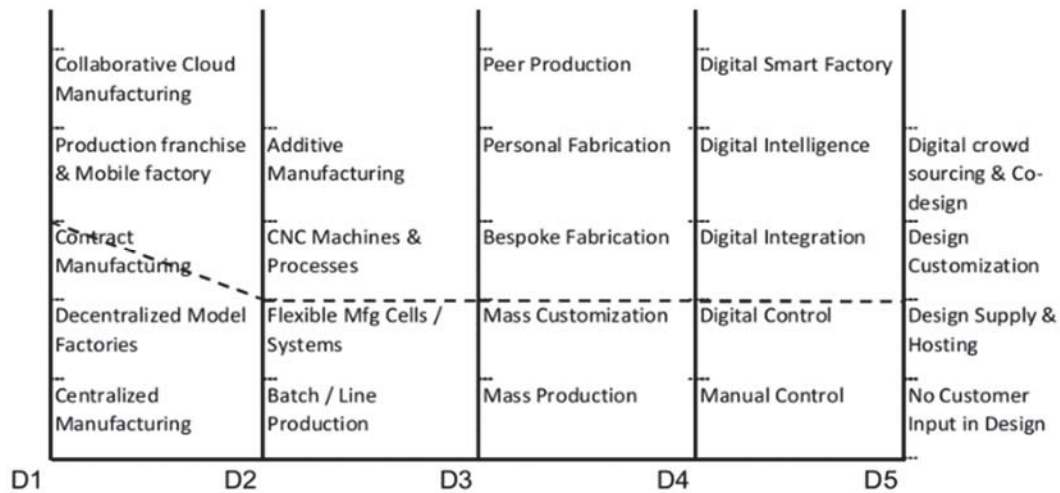 Collaborative Cloud
Manufacturing
Peer Production
Digital Smart Factory
Production franchise
& Mobile factory
Additive
Manufacturing
Personal Fabrication
Digital Intelligence
Digital crowd
sourcing & Co-
design
Contract
Manufacturing
CNC Machines &
Processes
Bespoke Fabrication
Digital Integration
Design
Customization
Decentralized Model
Factories
Flexible Mfg Cells /
Systems
Mass Customization
Digital Control
Design Supply &
Hosting
Centralized
Manufacturing
Batch / Line
Production
Mass Production
Manual Control
No Customer
Input in Design
D1
D2
D3
D4
D5